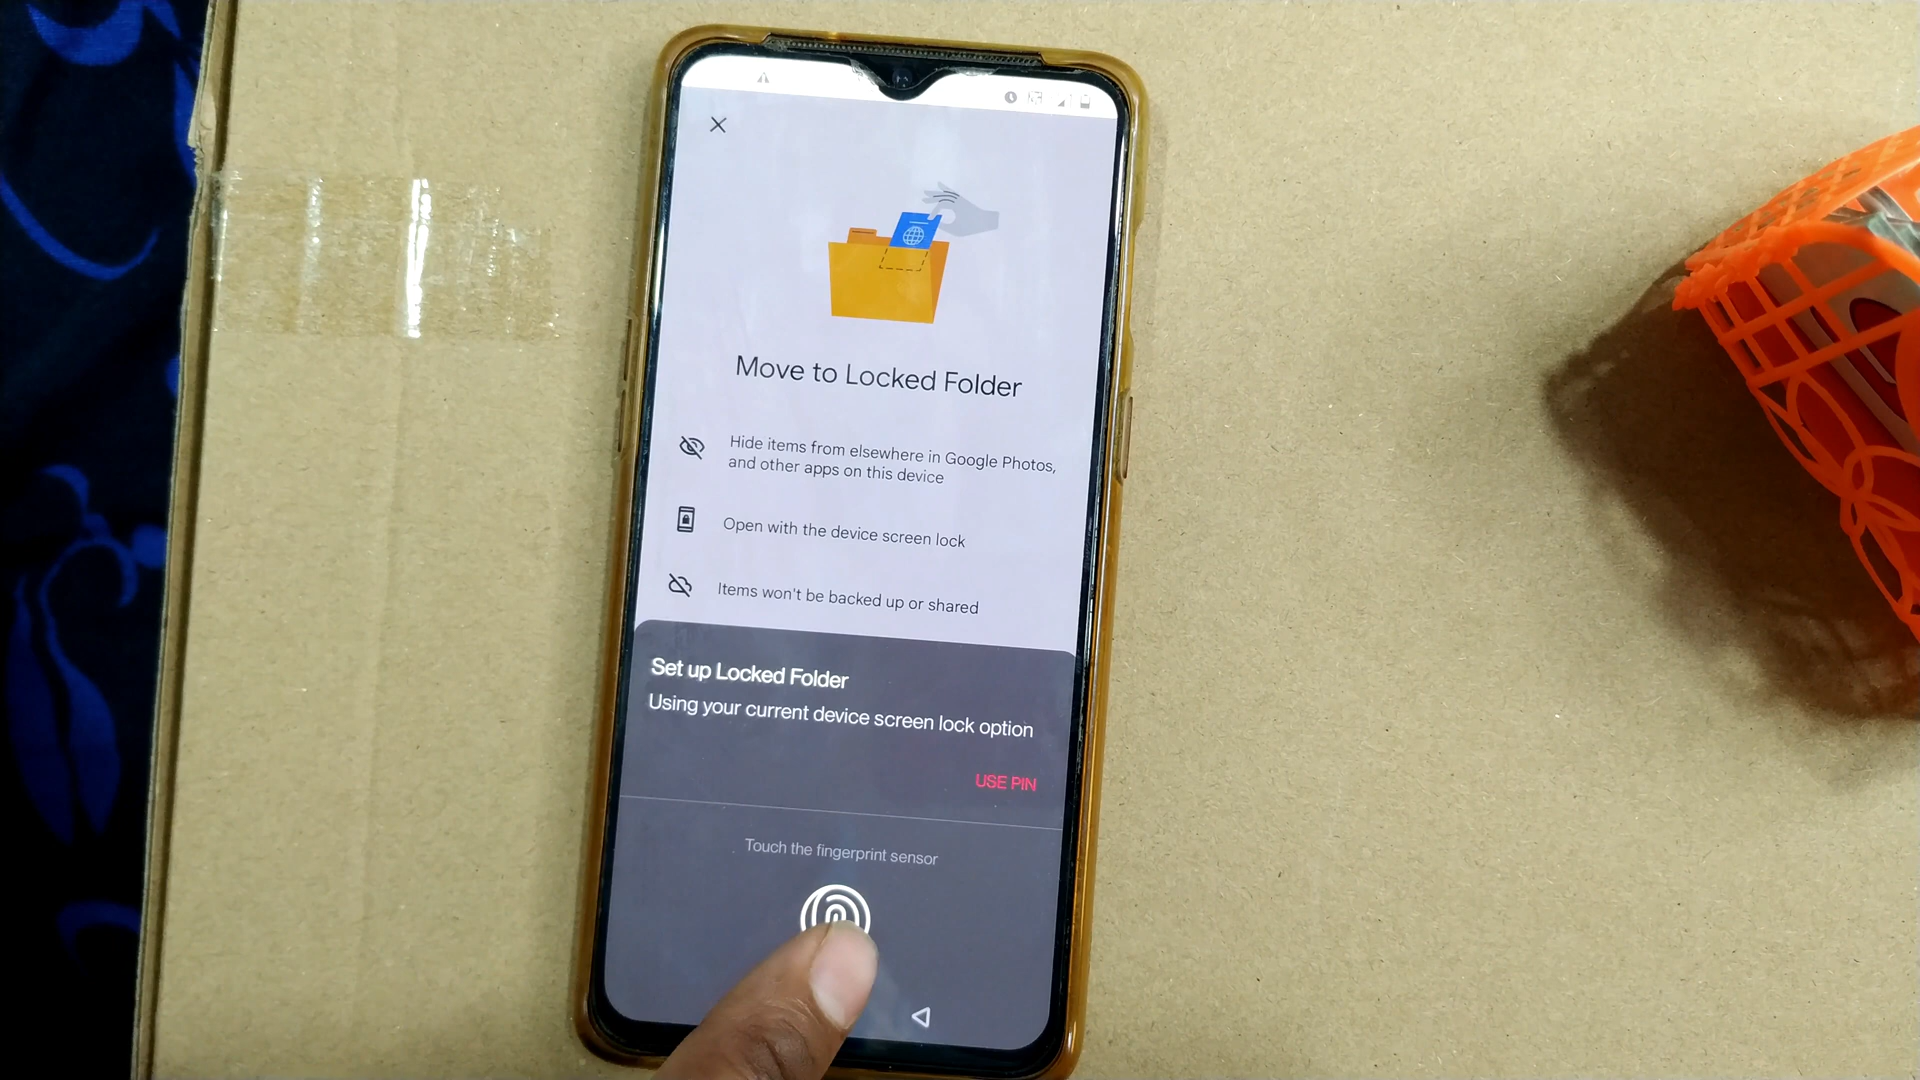 Move to Locked Folder
Hide items from elsewhere in Google Photos,
and other apps on this device
Open with the device screen lock
Items won't be backed up or shared
Set up Locked Folder
Using your current device screen lock option
USE PIN
Touch the fingerprint sensor